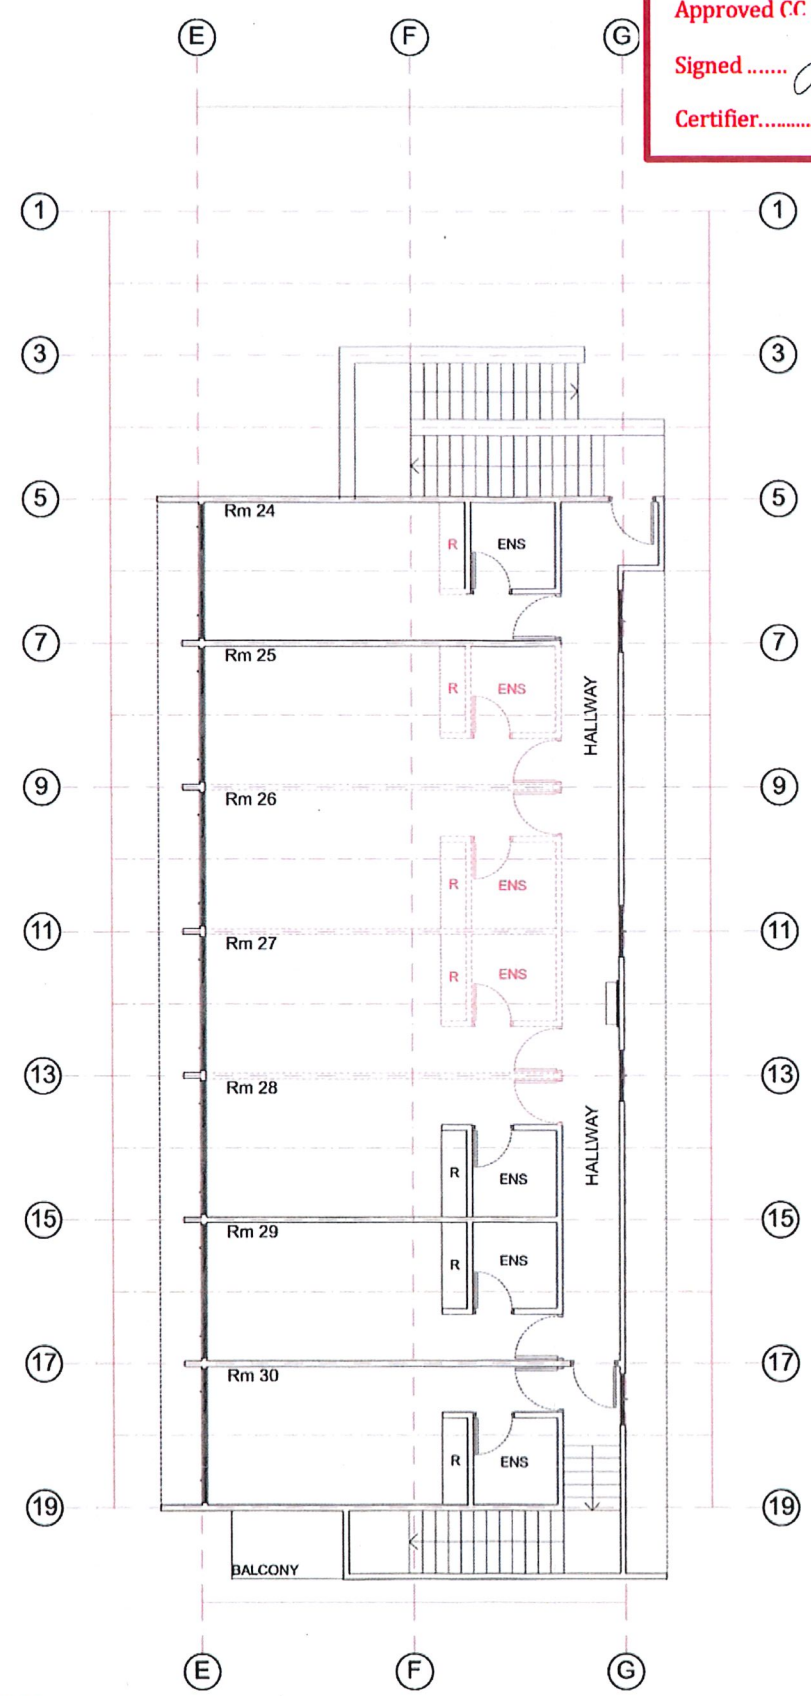 Approved CC
Signed .......
Certifier...........
E F G
1 1
3 3
5 5
Rm 24
R ENS
7 7
Rm 25
R ENS
HALLWAY
9 9
Rm 26
R ENS
11 11
Rm 27
R ENS
13 13
Rm 28
HALLWAY
R ENS
15 15
Rm 29
R ENS
17 17
Rm 30
R ENS
19 19
BALCONY
E F G